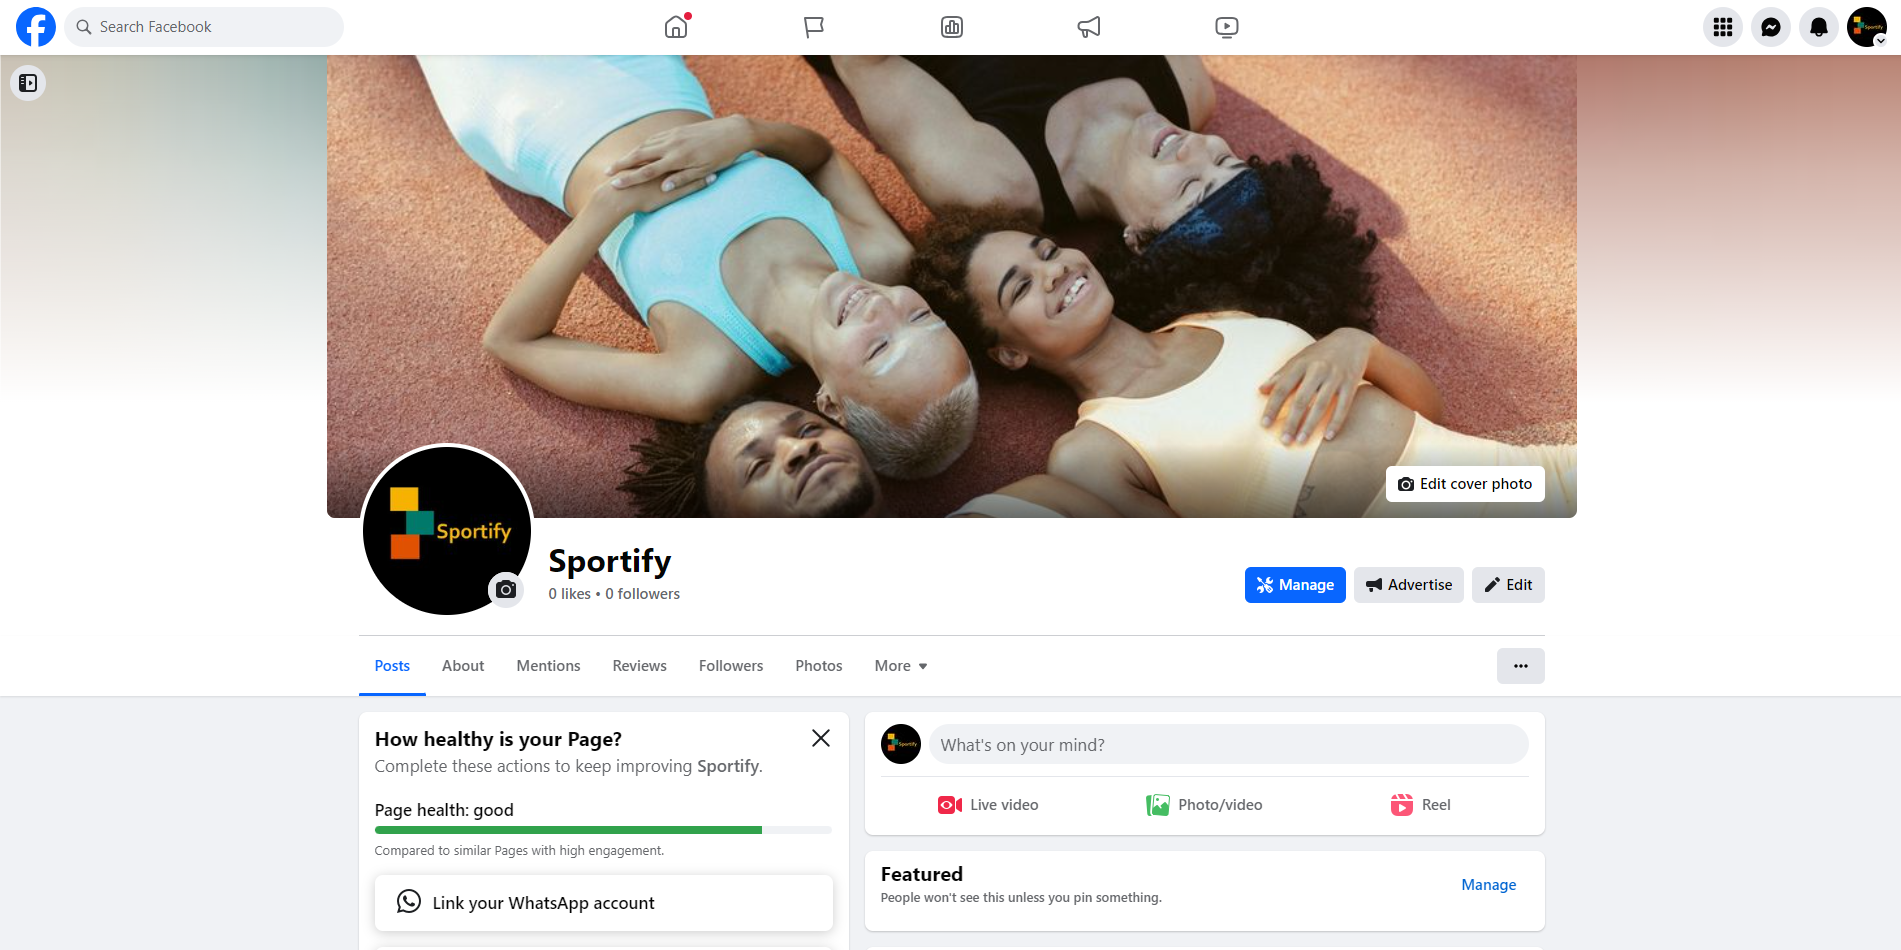 Search Facebook
Edit cover photo
Sportify
Sportify
0 likes • 0 followers
Manage
Advertise
Edit
Posts
About
Mentions
Reviews
Followers
Photos
More
How healthy is your Page?
Complete these actions to keep improving Sportify.
Page health: good
Compared to similar Pages with high engagement.
Link your WhatsApp account
Sportify
What's on your mind?
Live video
Photo/video
Reel
Featured
Manage
People won't see this unless you pin something.